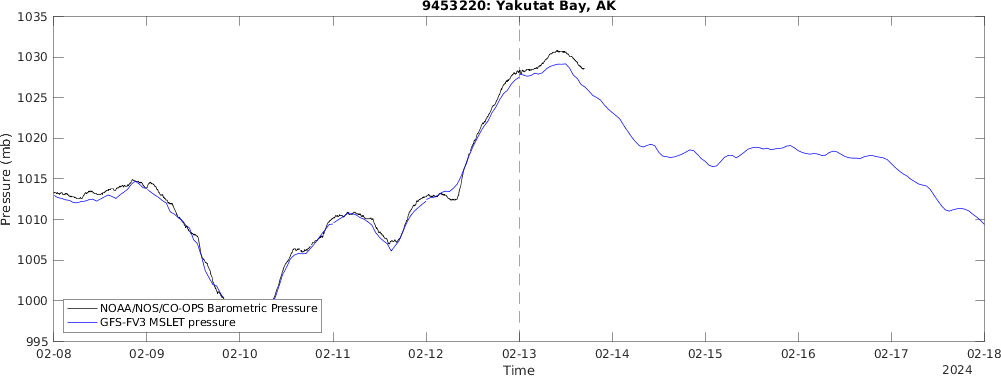 9453220: Yakutat Bay, AK
1035
1030
1025
1020
1015
1010
1005
1000
995
Pressure (mb)
NOAA/NOS/CO-OPS Barometric Pressure
GFS-FV3 MSLET pressure
02-08 02-09 02-10 02-11 02-12 02-13 02-14 02-15 02-16 02-17 02-18
Time
2024